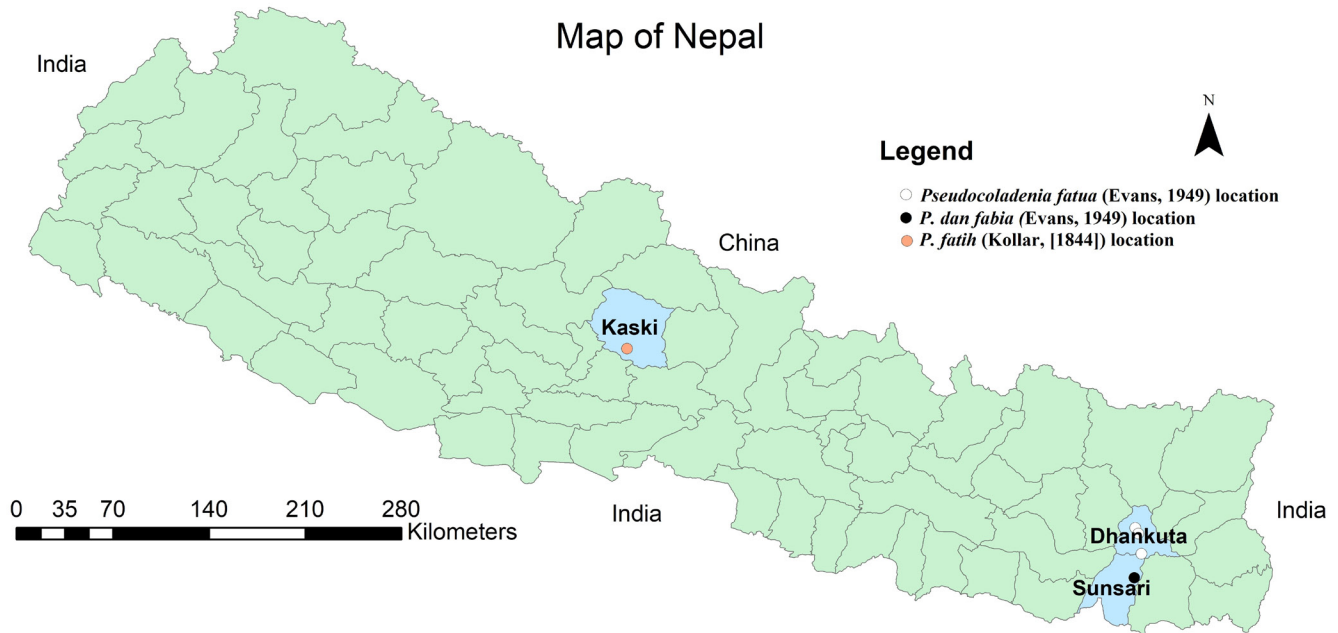 Map of Nepal
India
N
Legend
Pseudocoladenia fatua (Evans, 1949) location
P. dan fabia (Evans, 1949) location
P. fatih (Kollar, [1844]) location
China
Kaski
0 35 70 140 210 280
Kilometers
India
India
Dhankuta
Sunsari